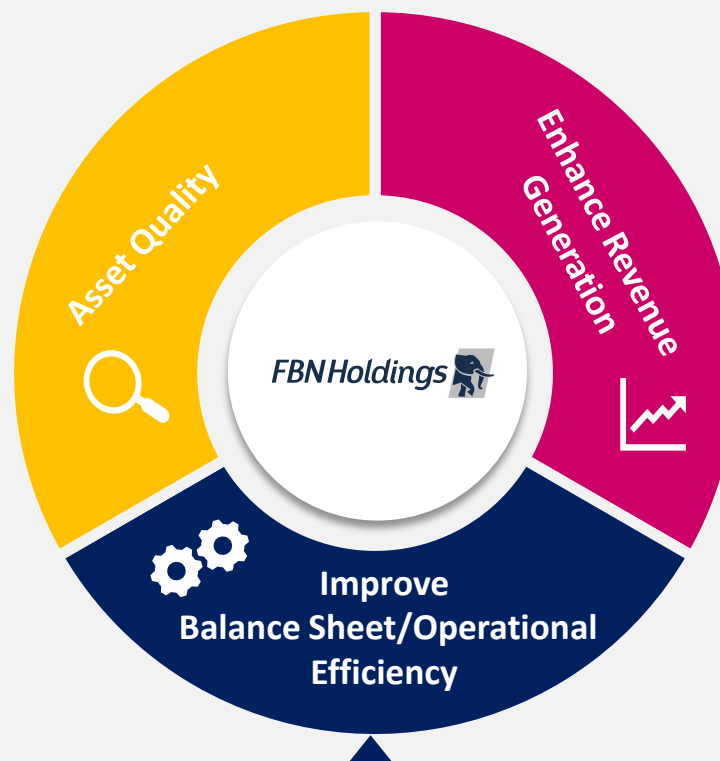 Asset Quality
Enhance Revenue
Generation
FBNHoldings
Improve
Balance Sheet/Operational
Efficiency